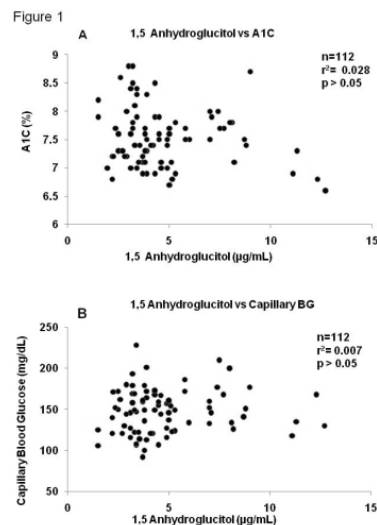 Figure 1
A
1,5 Anhydroglucitol vs A1C
n=112
r²= 0.028
p > 0.05
A1C (%)
9
8.5
8
7.5
7
6.5
6
0
5
10
15
1,5 Anhydroglucitol (µg/mL)
B
1,5 Anhydroglucitol vs Capillary BG
n=112
r²= 0.007
p > 0.05
Capillary Blood Glucose (mg/dL)
250
200
150
100
50
0
5
10
15
1,5 Anhydroglucitol (µg/mL)